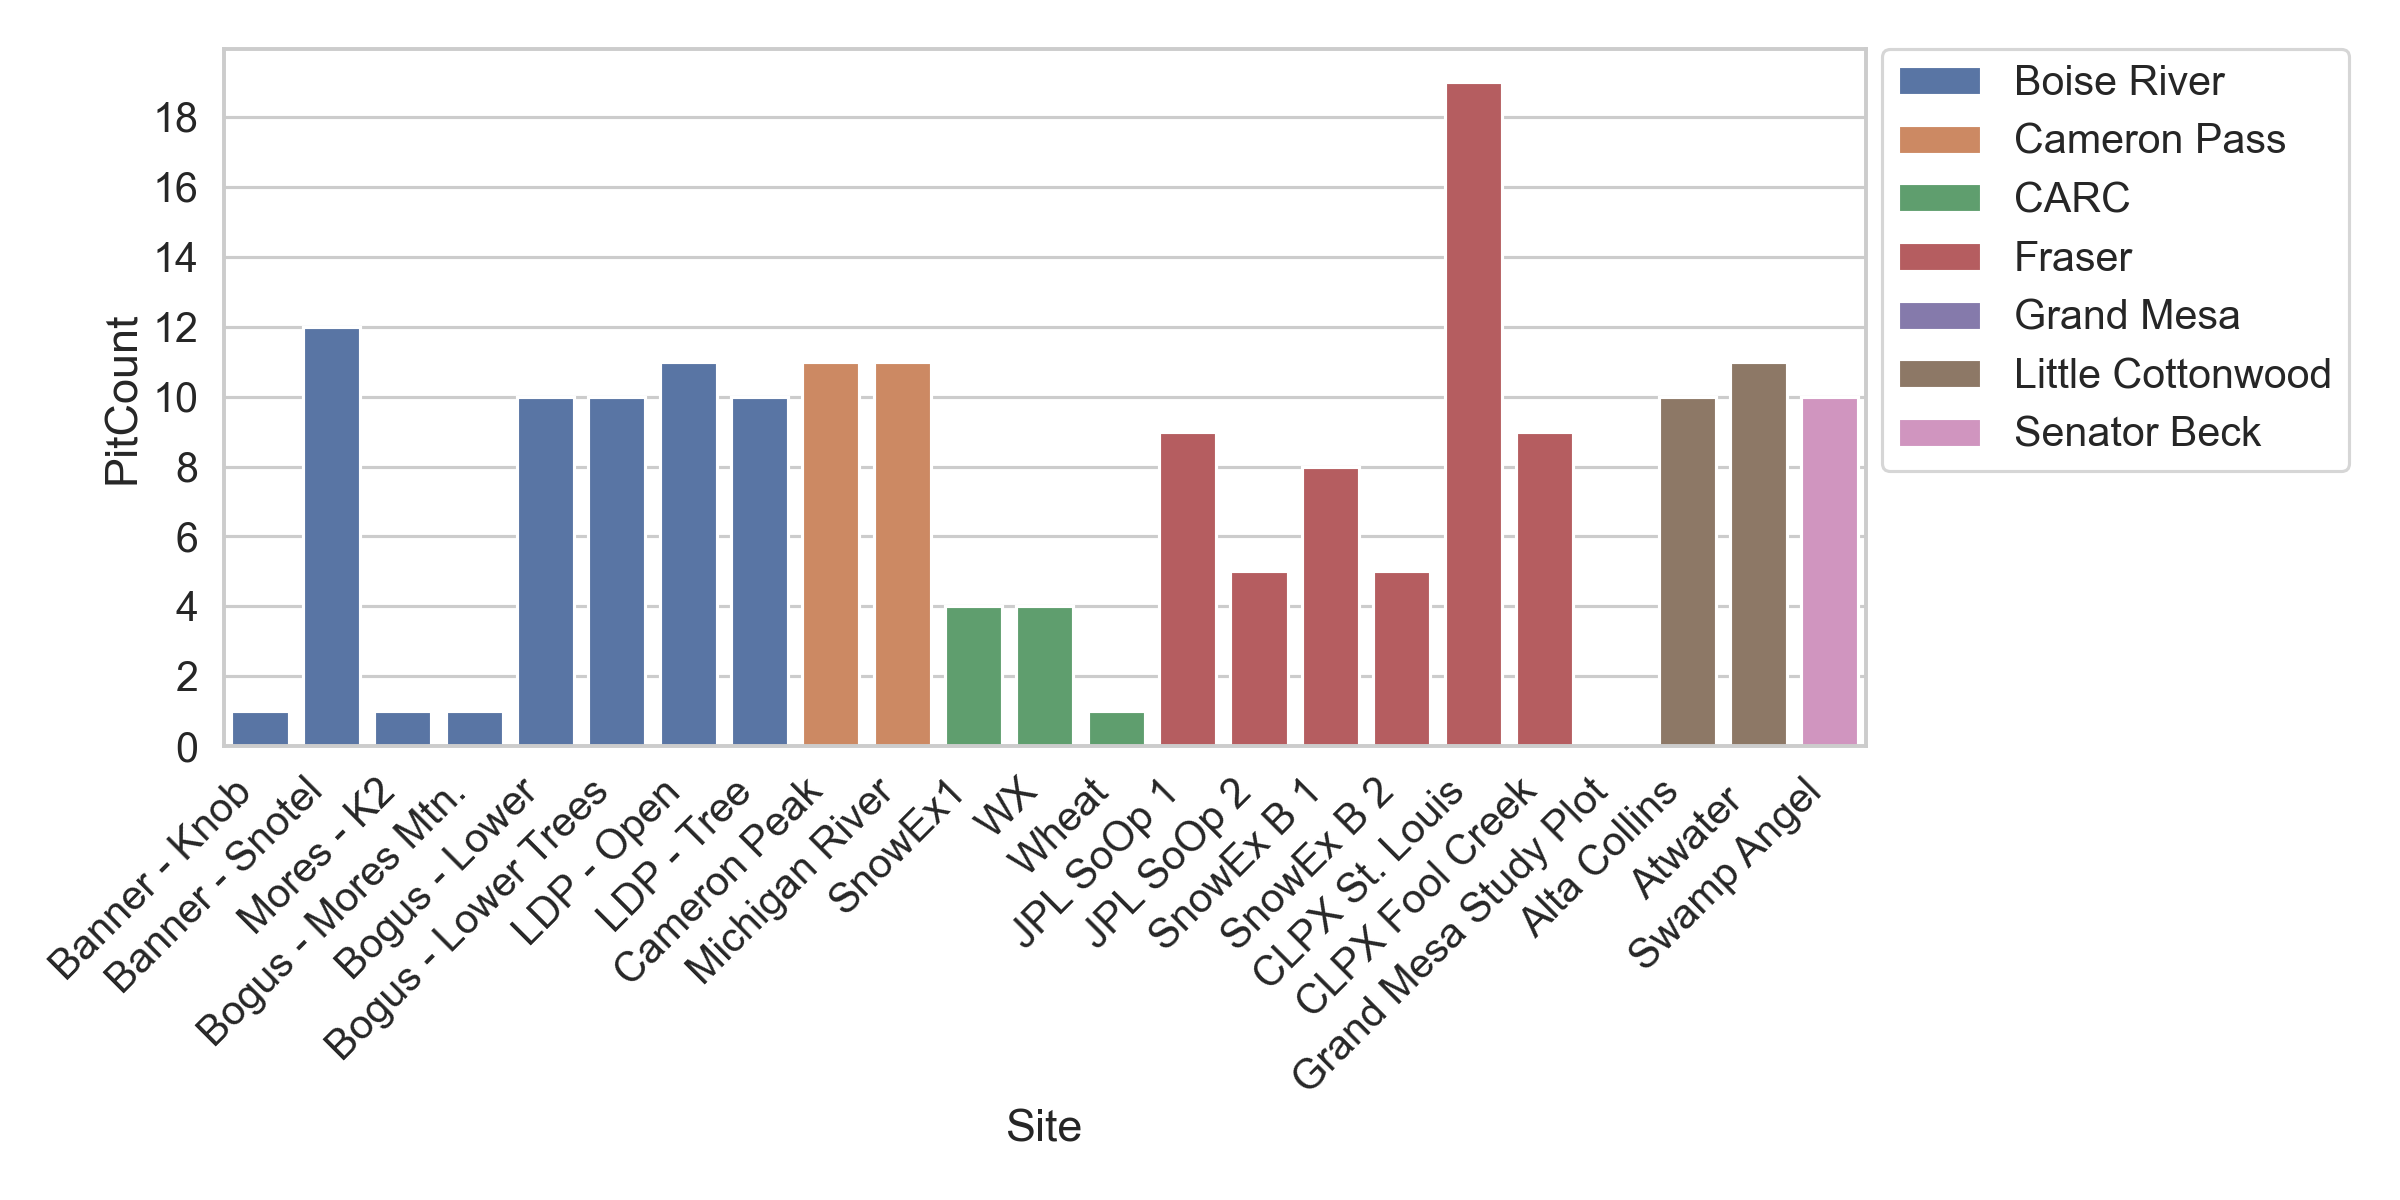 PitCount
18
16
14
12
10
8
6
4
2
0
Banner - Knob
Banner - Snotel
Mores - K2
Bogus - Mores Mtn.
Bogus - Lower
Bogus - Lower Trees
LDP - Open
LDP - Tree
Cameron Peak
Michigan River
SnowEx1
WX
Wheat
JPL SoOp 1
JPL SoOp 2
SnowEx B 1
SnowEx B 2
CLPX St. Louis
CLPX Fool Creek
Grand Mesa Study Plot
Alta Collins
Atwater
Swamp Angel
Site
Boise River
Cameron Pass
CARC
Fraser
Grand Mesa
Little Cottonwood
Senator Beck